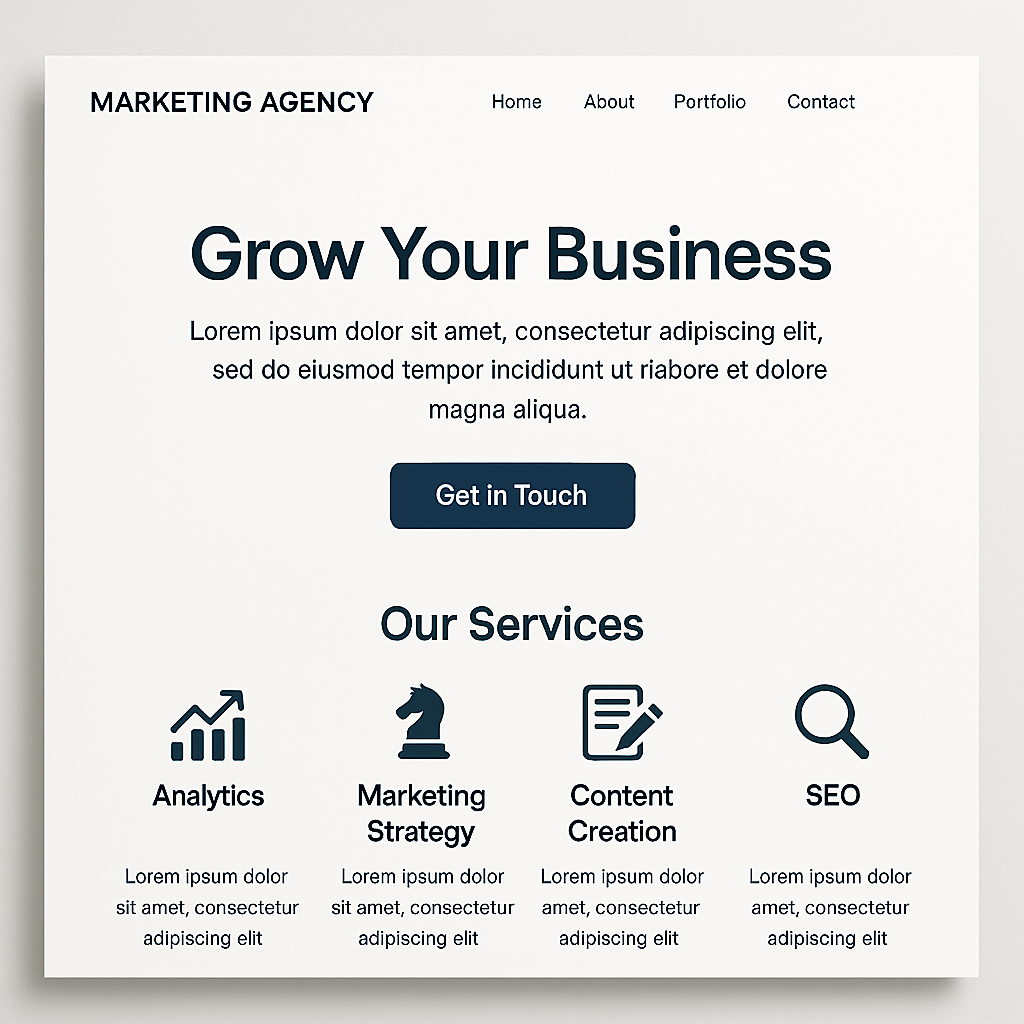 MARKETING AGENCY
Home About Portfolio Contact
Grow Your Business
Lorem ipsum dolor sit amet, consectetur adipiscing elit,
sed do eiusmod tempor incididunt ut riabore et dolore
magna aliqua.
Get in Touch
Our Services
Analytics
Marketing
Strategy
Content
Creation
SEO
Lorem ipsum dolor
sit amet, consectetur
adipiscing elit
Lorem ipsum dolor
sit amet, consectetur
adipiscing elit
Lorem ipsum dolor
amet, consectetur
adipiscing elit
Lorem ipsum dolor
amet, consectetur
adipiscing elit